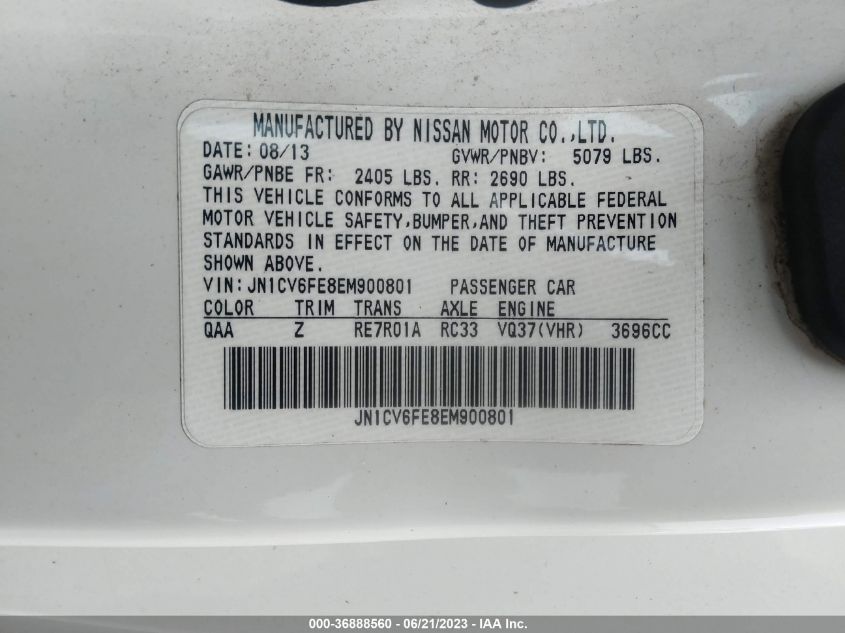 MANUFACTURED BY NISSAN MOTOR CO.,LTD.
DATE: 08/13 GVWR/PNBV: 5079 LBS.
GAWR/PNBE FR: 2405 LBS. RR: 2690 LBS.
THIS VEHICLE CONFORMS TO ALL APPLICABLE FEDERAL
MOTOR VEHICLE SAFETY,BUMPER,AND THEFT PREVENTION
STANDARDS IN EFFECT ON THE DATE OF MANUFACTURE
SHOWN ABOVE.
VIN:JN1CV6FE8EM900801 PASSENGER CAR
COLOR TRIM TRANS AXLE ENGINE
QAA Z RE7R01A RC33 VQ37(VHR) 3696CC
JN1CV6FE8EM900801
000-36888560 - 06/21/2023 - IAA Inc.